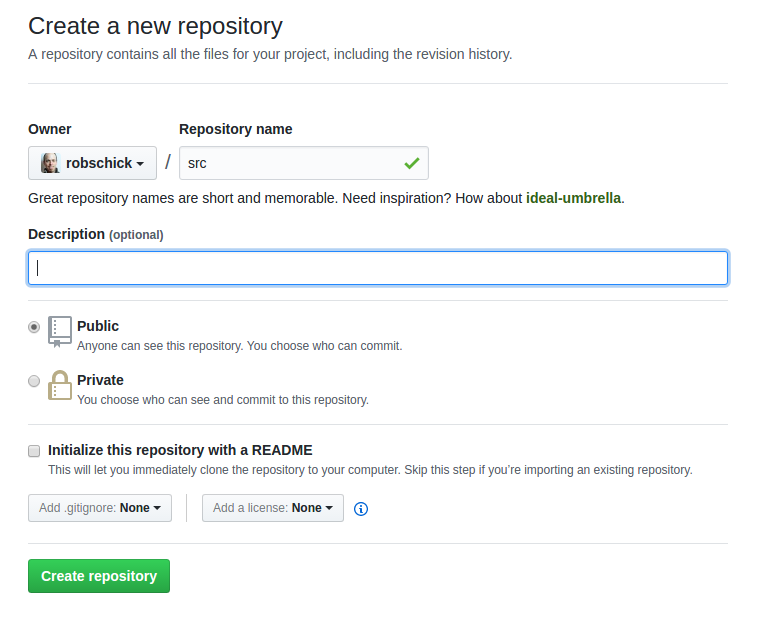 Create a new repository
A repository contains all the files for your project, including the revision history.
Owner Repository name
robschick / src
Great repository names are short and memorable. Need inspiration? How about ideal-umbrella.
Description (optional)
Public
Anyone can see this repository. You choose who can commit.
Private
You choose who can see and commit to this repository.
Initialize this repository with a README
This will let you immediately clone the repository to your computer. Skip this step if you’re importing an existing repository.
Add .gitignore: None Add a license: None
Create repository